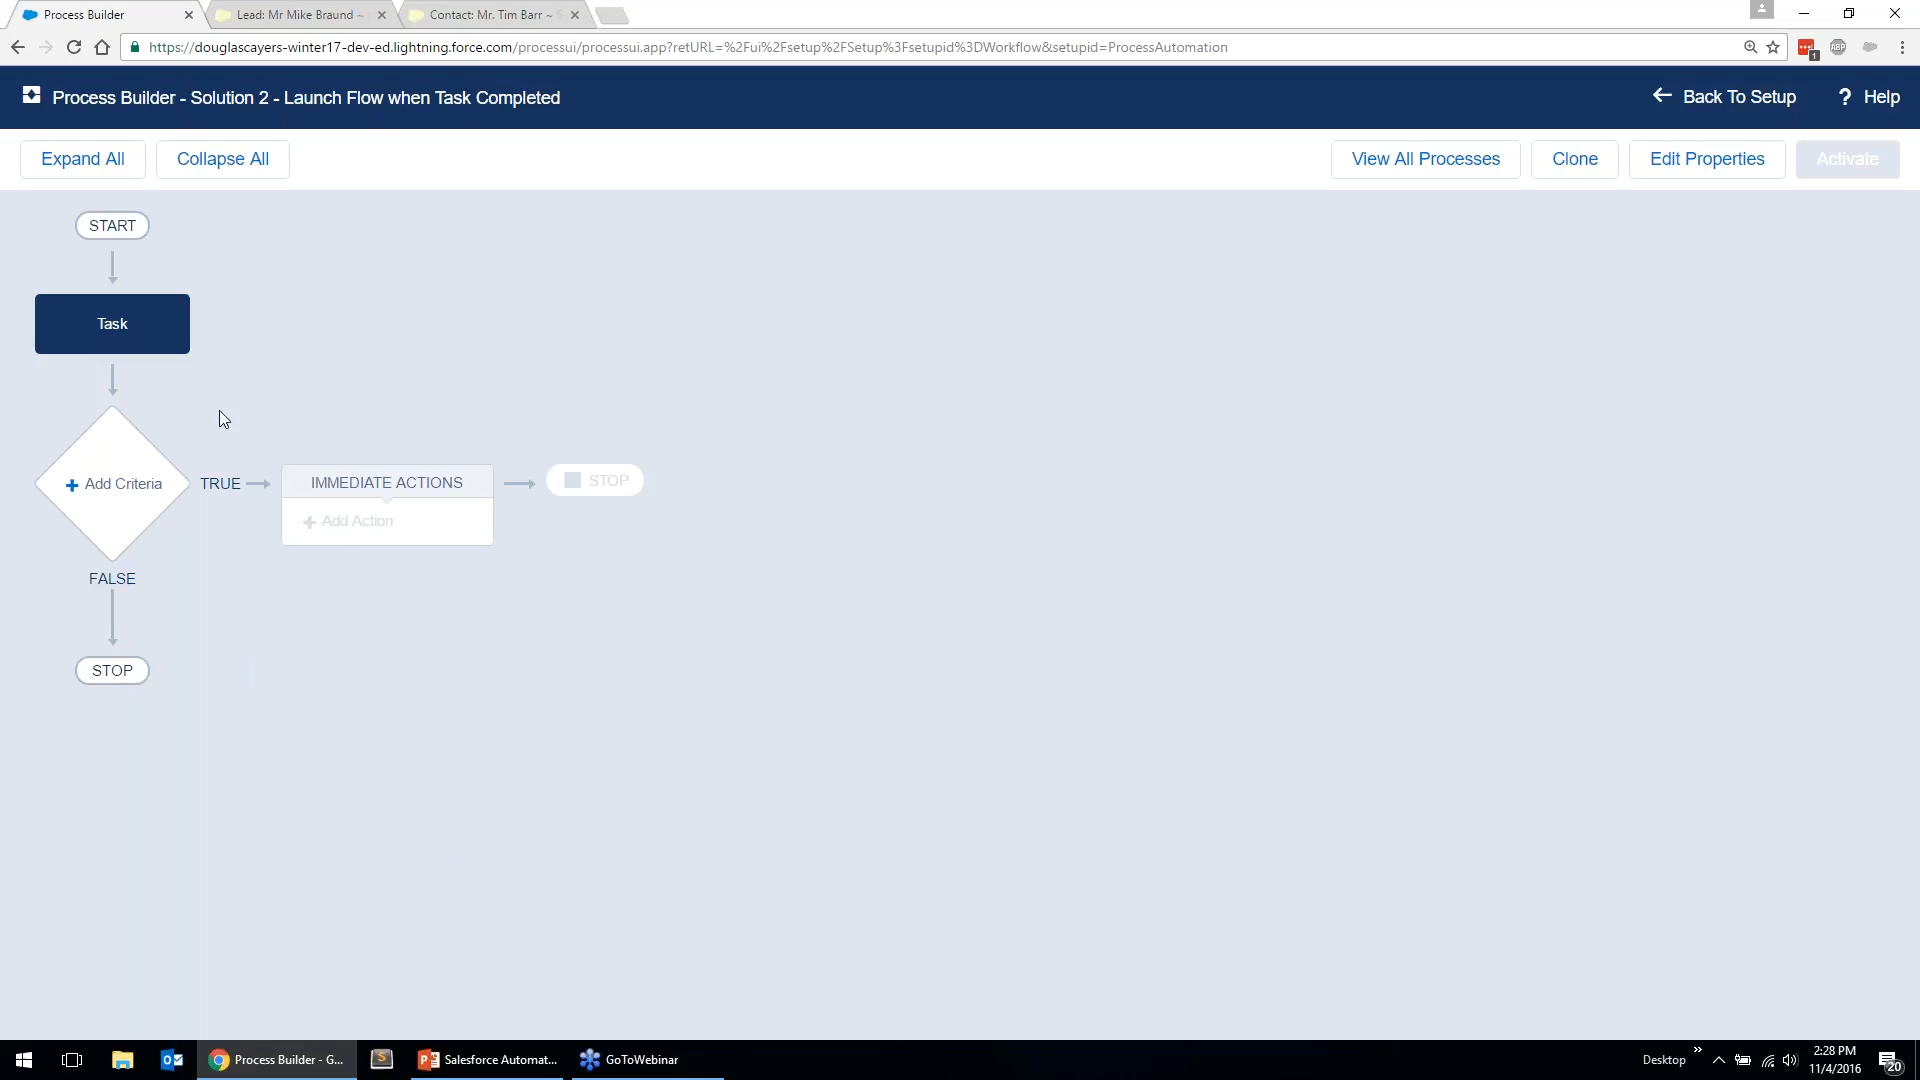 Process Builder
Lead: Mr Mike Braund ~
Contact: Mr. Tim Barr ~
https://douglascayers-winter17-dev-ed.lightning.force.com/processui/processui.app?retURL=%2Fui%2Fsetup%2FSetup%3Fsetupid%3DWorkflow&setupid=ProcessAutomation
ABP
1
Process Builder - Solution 2 - Launch Flow when Task Completed
Back To Setup
? Help
Expand All
Collapse All
View All Processes
Clone
Edit Properties
Activate
START
Task
Add Criteria
TRUE
IMMEDIATE ACTIONS
STOP
Add Action
FALSE
STOP
Process Builder - G...
Salesforce Automat...
GoToWebinar
Desktop
2:28 PM
11/4/2016
20